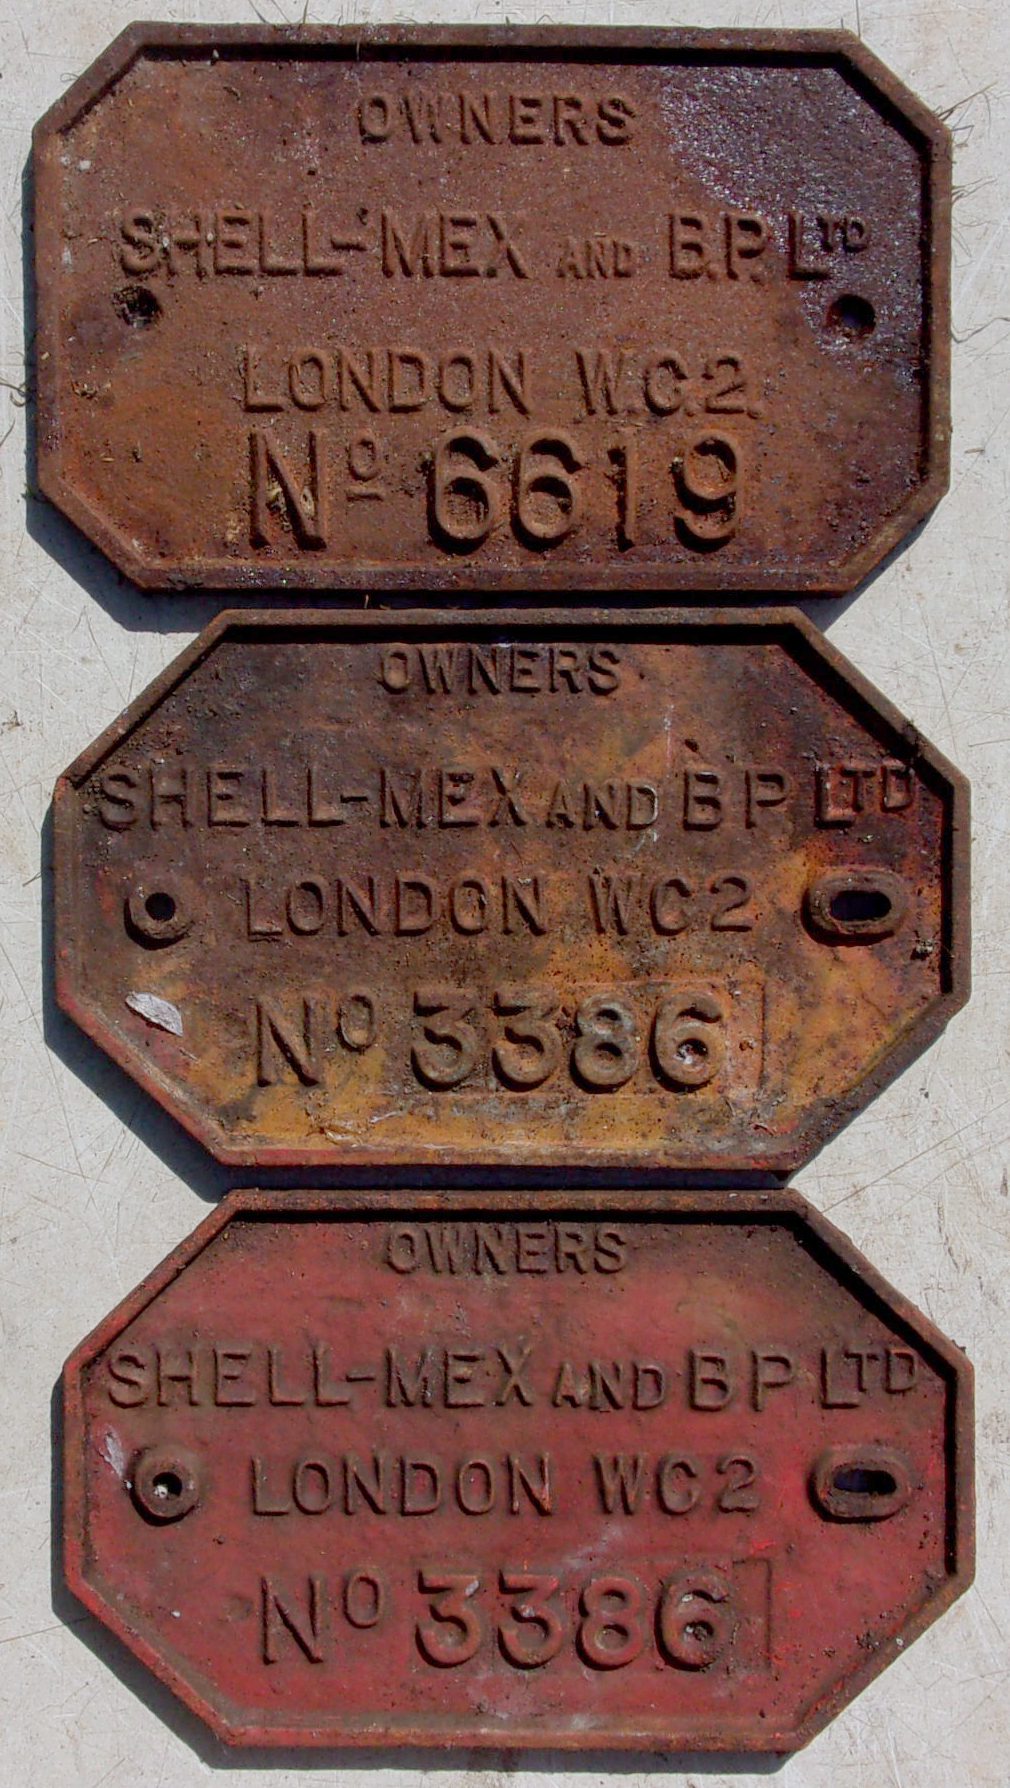 OWNERS
SHELL-MEX AND B.P. LTD
LONDON W.C.2.
Nº 6619
OWNERS
SHELL-MEX AND B P LTD
LONDON WC2
Nº 3386
OWNERS
SHELL-MEX AND B P LTD
LONDON WC2
Nº 3386